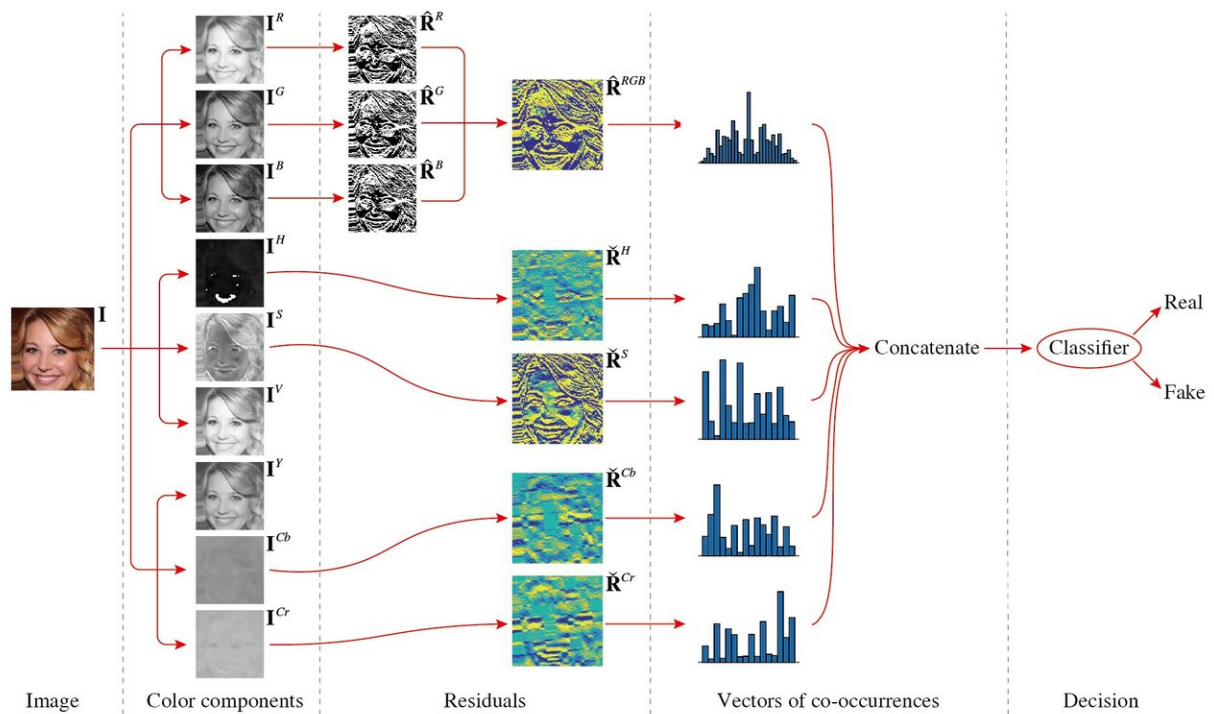 I^R
R̂^R
I^G
R̂^G
R̂^RGB
I^B
R̂^B
I^H
Ř^H
I
I^S
Ř^S
Concatenate
Classifier
Real
Fake
I^V
I^Y
Ř^Cb
I^Cb
Ř^Cr
I^Cr
Image
Color components
Residuals
Vectors of co-occurrences
Decision